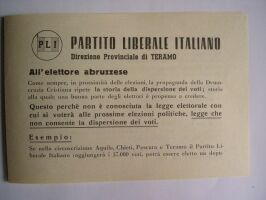 PLI
PARTITO LIBERALE ITALIANO
Direzione Provinciale di TERAMO
All'elettore abruzzese
Come sempre, in prossimità delle elezioni, la propaganda della Demo-
crazia Cristiana ripete la storia della dispersione dei voti; storia
alla quale una buona parte degli elettori è propensa a credere.
Questo perchè non è conosciuta la legge elettorale con
cui si voterà alle prossime elezioni politiche, legge che
non consente la dispersione dei voti.
Esempio:
Se nella circoscrizione Aquila, Chieti, Pescara e Teramo il Partito Li-
berale Italiano raggiungerà i 37.000 voti, potrà essere eletto un depu